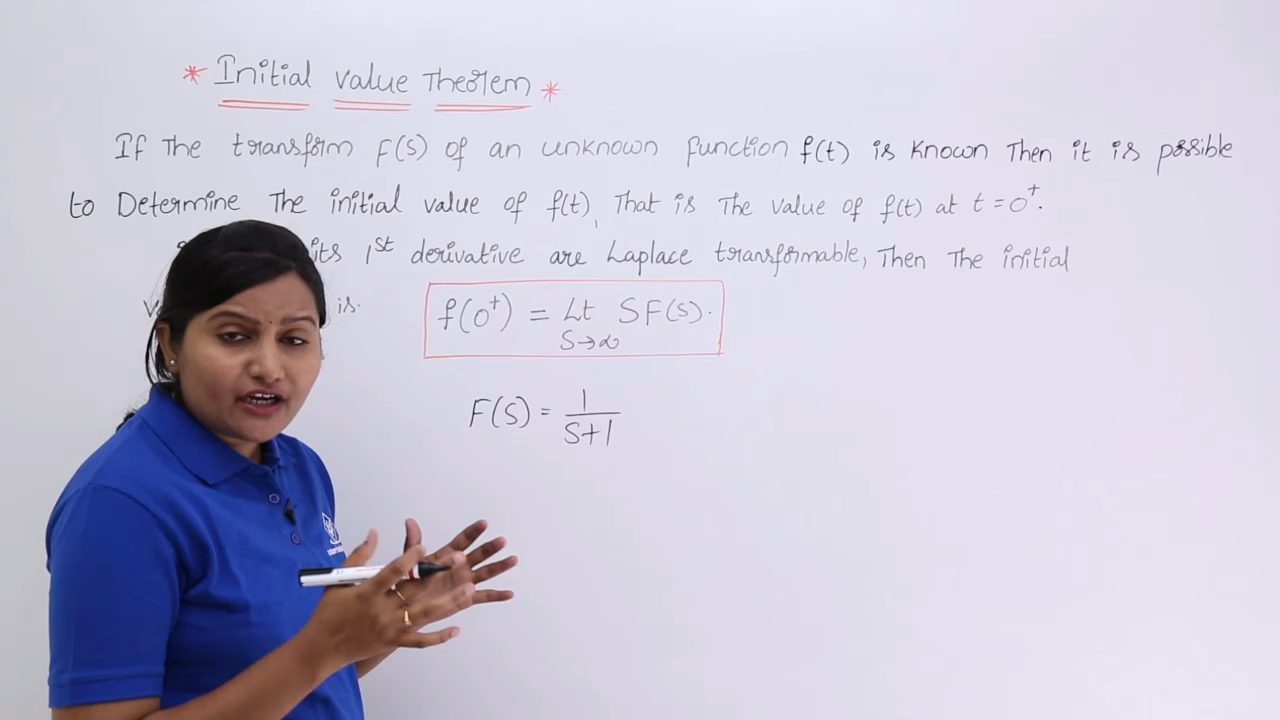 * Initial value Theorem *
If The transform F(S) of an unknown function f(t) is known Then it is possible
to Determine The initial value of f(t), That is The value of f(t) at t = 0⁺.
its 1st derivative are Laplace transformable, Then The initial
is.
f(0⁺) = Lt SF(s).
S→∞
F(S) = 1
S+1